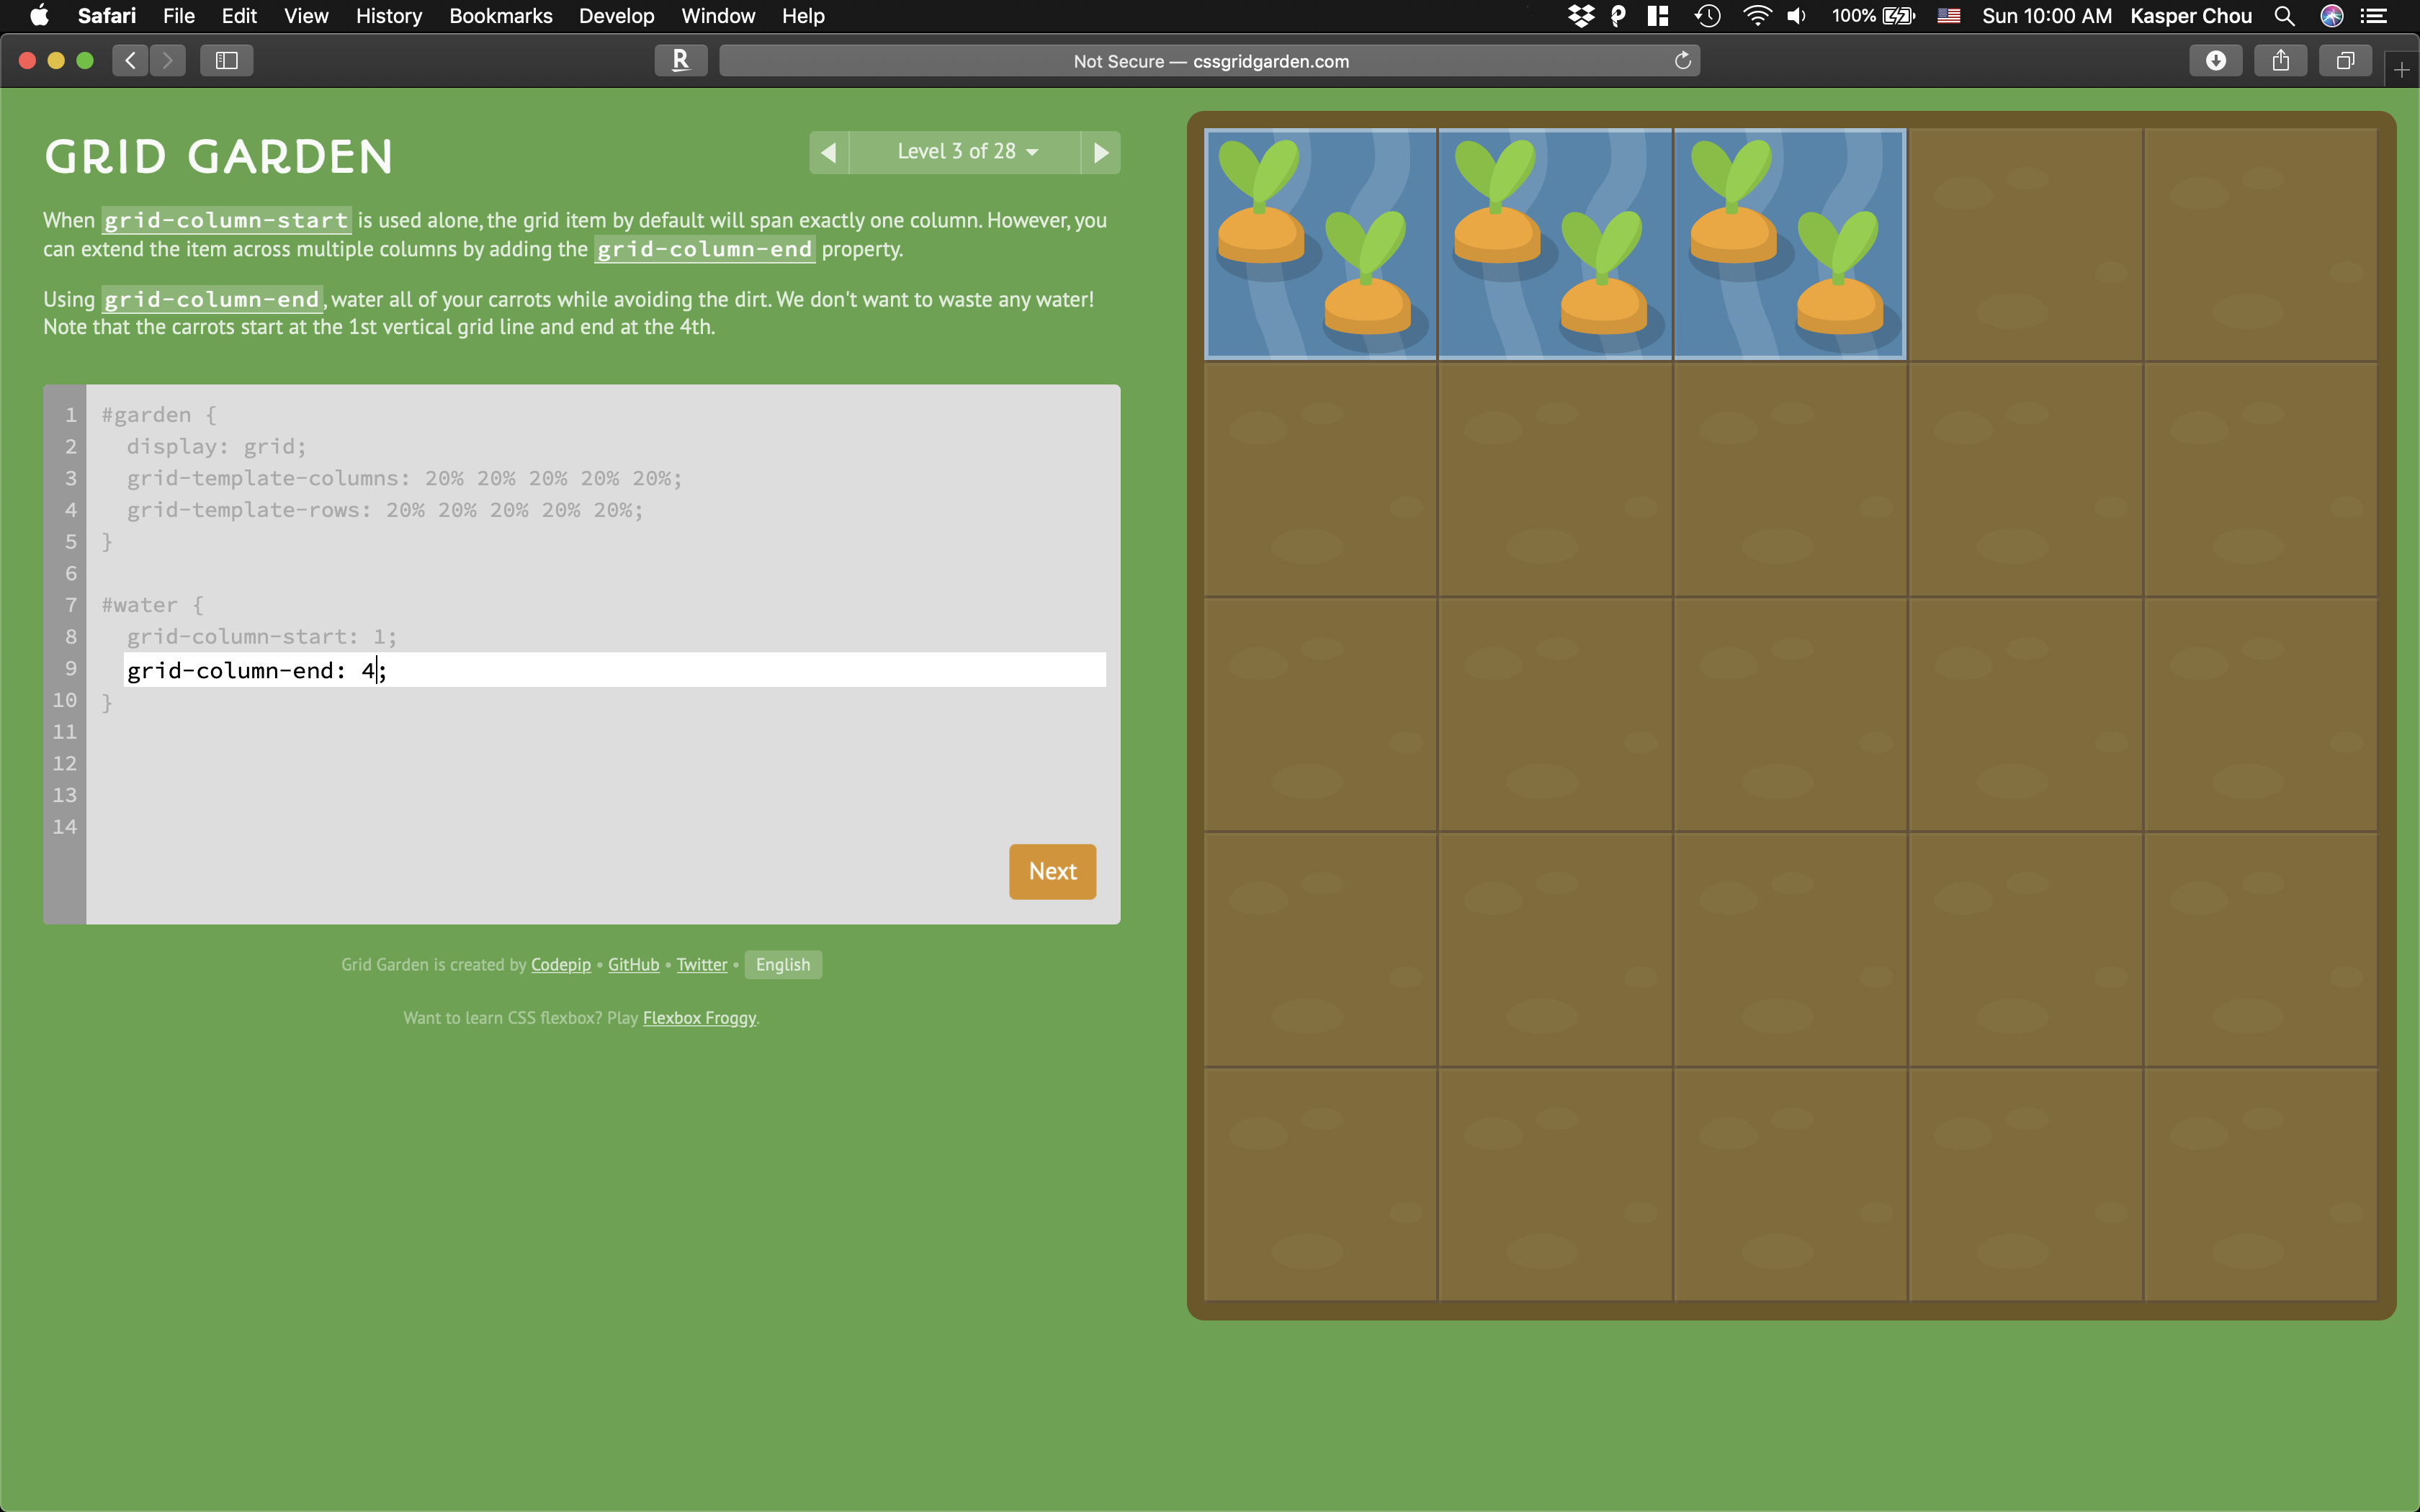 Safari File Edit View History Bookmarks Develop Window Help 100% Sun 10:00 AM Kasper Chou
R Not Secure — cssgridgarden.com
GRID GARDEN
Level 3 of 28
When grid-column-start is used alone, the grid item by default will span exactly one column. However, you
can extend the item across multiple columns by adding the grid-column-end property.
Using grid-column-end, water all of your carrots while avoiding the dirt. We don't want to waste any water!
Note that the carrots start at the 1st vertical grid line and end at the 4th.
1 #garden {
2 display: grid;
3 grid-template-columns: 20% 20% 20% 20% 20%;
4 grid-template-rows: 20% 20% 20% 20% 20%;
5 }
6
7 #water {
8 grid-column-start: 1;
9 grid-column-end: 4;
10 }
11
12
13
14
Next
Grid Garden is created by Codepip • GitHub • Twitter • English
Want to learn CSS flexbox? Play Flexbox Froggy.